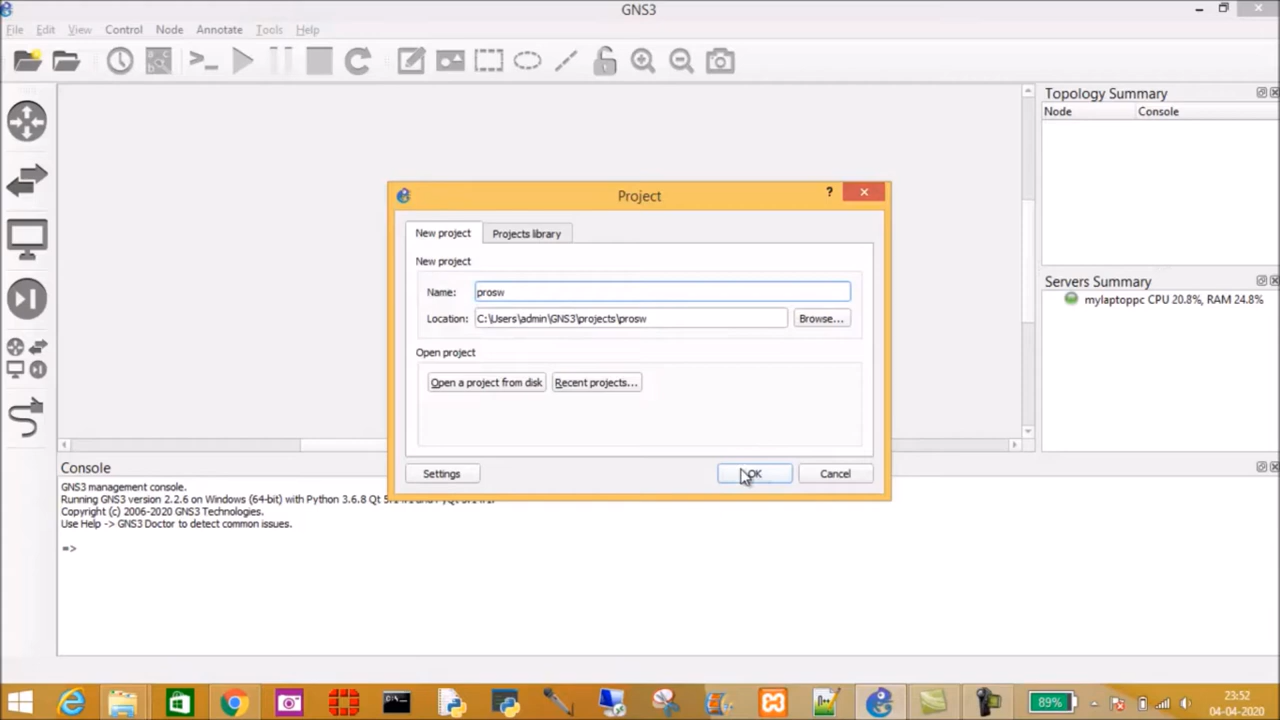 GNS3
File Edit View Control Node Annotate Tools Help
Topology Summary
Node Console
Project
?
New project Projects library
New project
Name: prosw
Location: C:\Users\admin\GNS3\projects\prosw Browse...
Open project
Open a project from disk Recent projects...
Settings OK Cancel
Servers Summary
mylaptoppc CPU 20.8%, RAM 24.8%
Console
GNS3 management console.
Running GNS3 version 2.2.6 on Windows (64-bit) with Python 3.6.8 Qt
Copyright (c) 2006-2020 GNS3 Technologies.
Use Help -> GNS3 Doctor to detect common issues.
=>
89%
23:52
04-04-2020